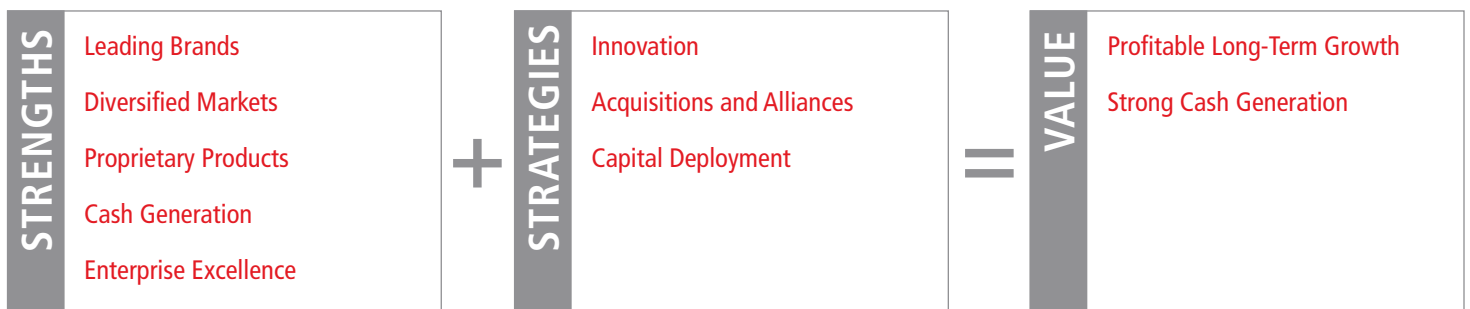 STRENGTHS
Leading Brands
Diversified Markets
Proprietary Products
Cash Generation
Enterprise Excellence
+
STRATEGIES
Innovation
Acquisitions and Alliances
Capital Deployment
=
VALUE
Profitable Long-Term Growth
Strong Cash Generation